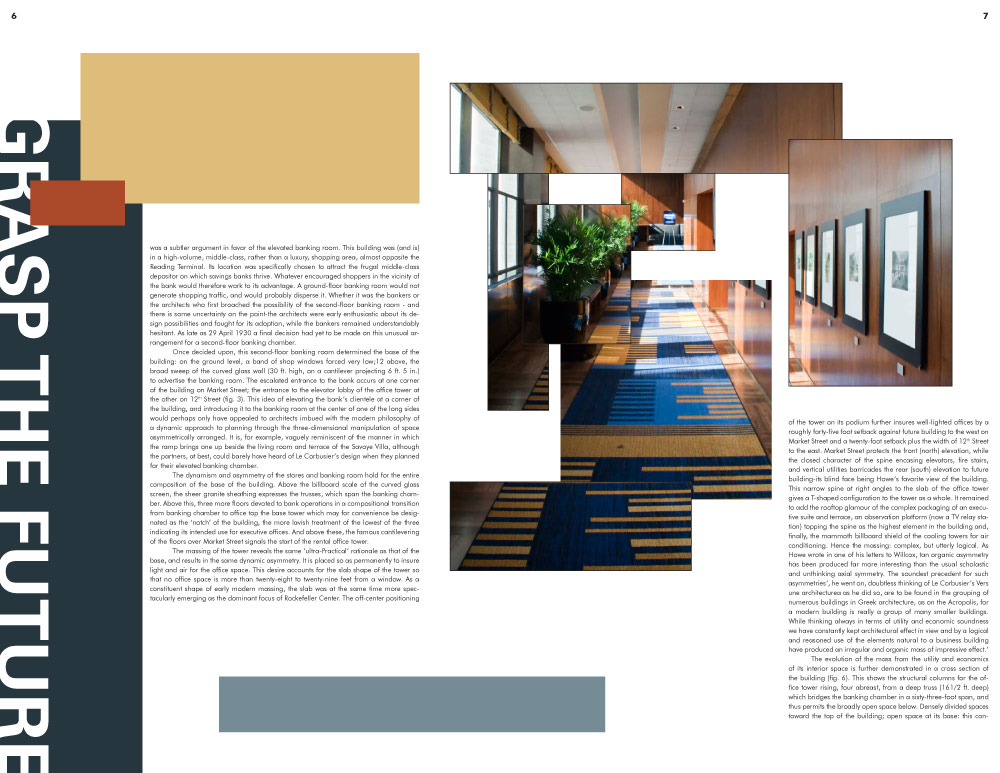 6
7
GRASP THE FUTURE
was a subtler argument in favor of the elevated banking room. This building was (and is)
in a high-volume, middle-class, rather than a luxury, shopping area, almost opposite the
Reading Terminal. Its location was specifically chosen to attract the frugal middle-class
depositor on which savings banks thrive. Whatever encouraged shoppers in the vicinity of
the bank would therefore work to its advantage. A ground-floor banking room would not
generate shopping traffic, and would probably disperse it. Whether it was the bankers or
the architects who first broached the possibility of the second-floor banking room - and
there is some uncertainty on the point-the architects were early enthusiastic about its de-
sign possibilities and fought for its adoption, while the bankers remained understandably
hesitant. As late as 29 April 1930 a final decision had yet to be made on this unusual ar-
rangement for a second-floor banking chamber.
Once decided upon, this second-floor banking room determined the base of the
building: on the ground level, a band of shop windows forced very low;12 above, the
broad sweep of the curved glass wall (30 ft. high, on a cantilever projecting 6 ft. 5 in.)
to advertise the banking room. The escalated entrance to the bank occurs at one corner
of the building on Market Street; the entrance to the elevator lobby of the office tower at
the other on 12th Street (fig. 3). This idea of elevating the bank's clientele at a corner of
the building, and introducing it to the banking room at the center of one of the long sides
would perhaps only have appealed to architects imbued with the modern philosophy of
a dynamic approach to planning through the three-dimensional manipulation of space
asymmetrically arranged. It is, for example, vaguely reminiscent of the manner in which
the ramp brings one up beside the living room and terrace of the Savoye Villa, although
the partners, at best, could barely have heard of Le Corbusier's design when they planned
for their elevated banking chamber.
The dynamism and asymmetry of the stores and banking room hold for the entire
composition of the base of the building. Above the billboard scale of the curved glass
screen, the sheer granite sheathing expresses the trusses, which span the banking cham-
ber. Above this, three more floors devoted to bank operations in a compositional transition
from banking chamber to office top the base tower which may for convenience be desig-
nated as the 'notch' of the building, the more lavish treatment of the lowest of the three
indicating its intended use for executive offices. And above these, the famous cantilevering
of the floors over Market Street signals the start of the rental office tower.
The massing of the tower reveals the same 'ultra-Practical' rationale as that of the
base, and results in the same dynamic asymmetry. It is placed so as permanently to insure
light and air for the office space. This desire accounts for the slab shape of the tower so
that no office space is more than twenty-eight to twenty-nine feet from a window. As a
constituent shape of early modern massing, the slab was at the same time more spec-
tacularly emerging as the dominant focus of Rockefeller Center. The off-center positioning
of the tower on its podium further insures well-lighted offices by a
roughly forty-five foot setback against future building to the west on
Market Street and a twenty-foot setback plus the width of 12th Street
to the east. Market Street protects the front (north) elevation, while
the closed character of the spine encasing elevators, fire stairs,
and vertical utilities barricades the rear (south) elevation to future
building-its blind face being Howe's favorite view of the building.
This narrow spine at right angles to the slab of the office tower
gives a T-shaped configuration to the tower as a whole. It remained
to add the rooftop glamour of the complex packaging of an execu-
tive suite and terrace, an observation platform (now a TV relay sta-
tion) topping the spine as the highest element in the building and,
finally, the mammoth billboard shield of the cooling towers for air
conditioning. Hence the massing: complex, but utterly logical. As
Howe wrote in one of his letters to Willcox, 'an organic asymmetry
has been produced far more interesting than the usual scholastic
and unthinking axial symmetry. The soundest precedent for such
asymmetries', he went on, doubtless thinking of Le Corbusier's Vers
une architecturea as he did so, are to be found in the grouping of
numerous buildings in Greek architecture, as on the Acropolis, for
a modern building is really a group of many smaller buildings.
While thinking always in terms of utility and economic soundness
we have constantly kept architectural effect in view and by a logical
and reasoned use of the elements natural to a business building
have produced an irregular and organic mass of impressive effect.'
The evolution of the mass from the utility and economics
of its interior space is further demonstrated in a cross section of
the building (fig. 6). This shows the structural columns for the of-
fice tower rising, four abreast, from a deep truss (16 1/2 ft. deep)
which bridges the banking chamber in a sixty-three-foot span, and
thus permits the broadly open space below. Densely divided spaces
toward the top of the building; open space at its base: this con-